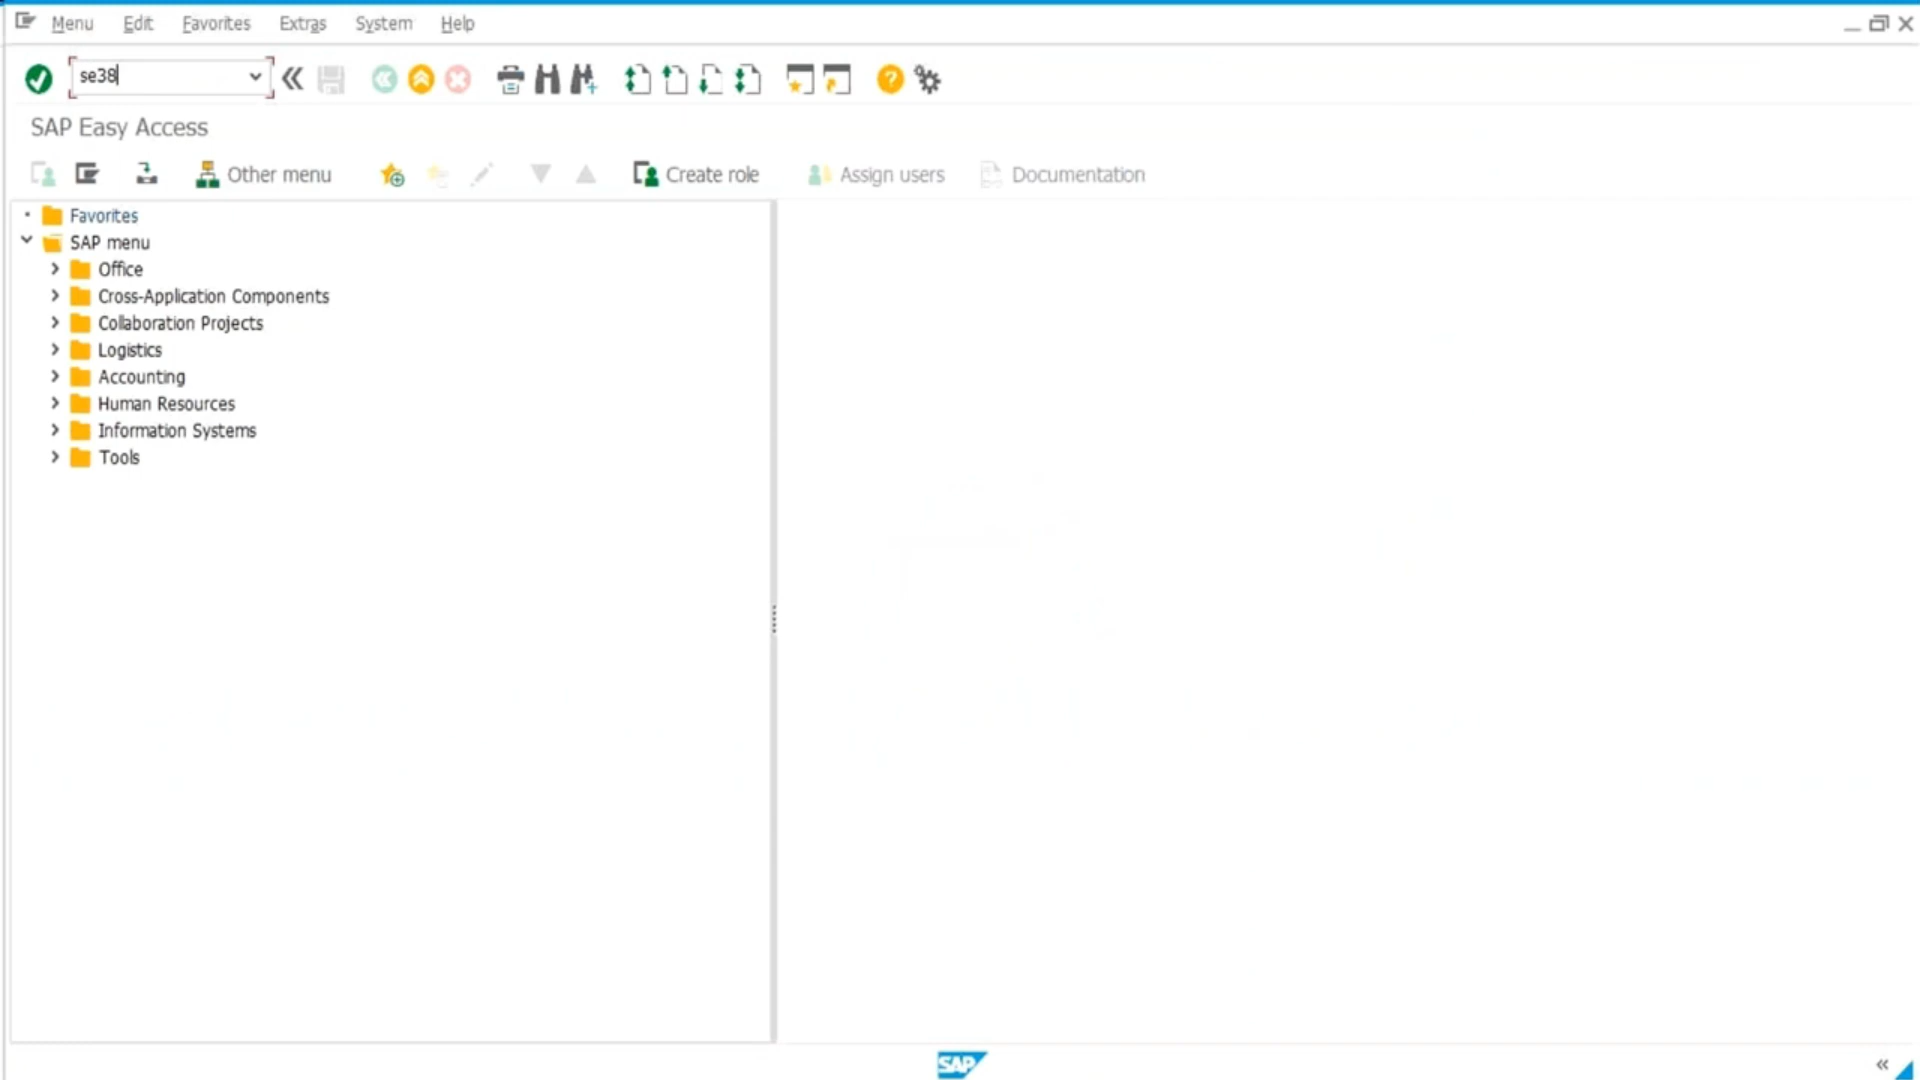 Menu Edit Favorites Extras System Help
se38
SAP Easy Access
Other menu Create role Assign users Documentation
Favorites
SAP menu
Office
Cross-Application Components
Collaboration Projects
Logistics
Accounting
Human Resources
Information Systems
Tools
SAP